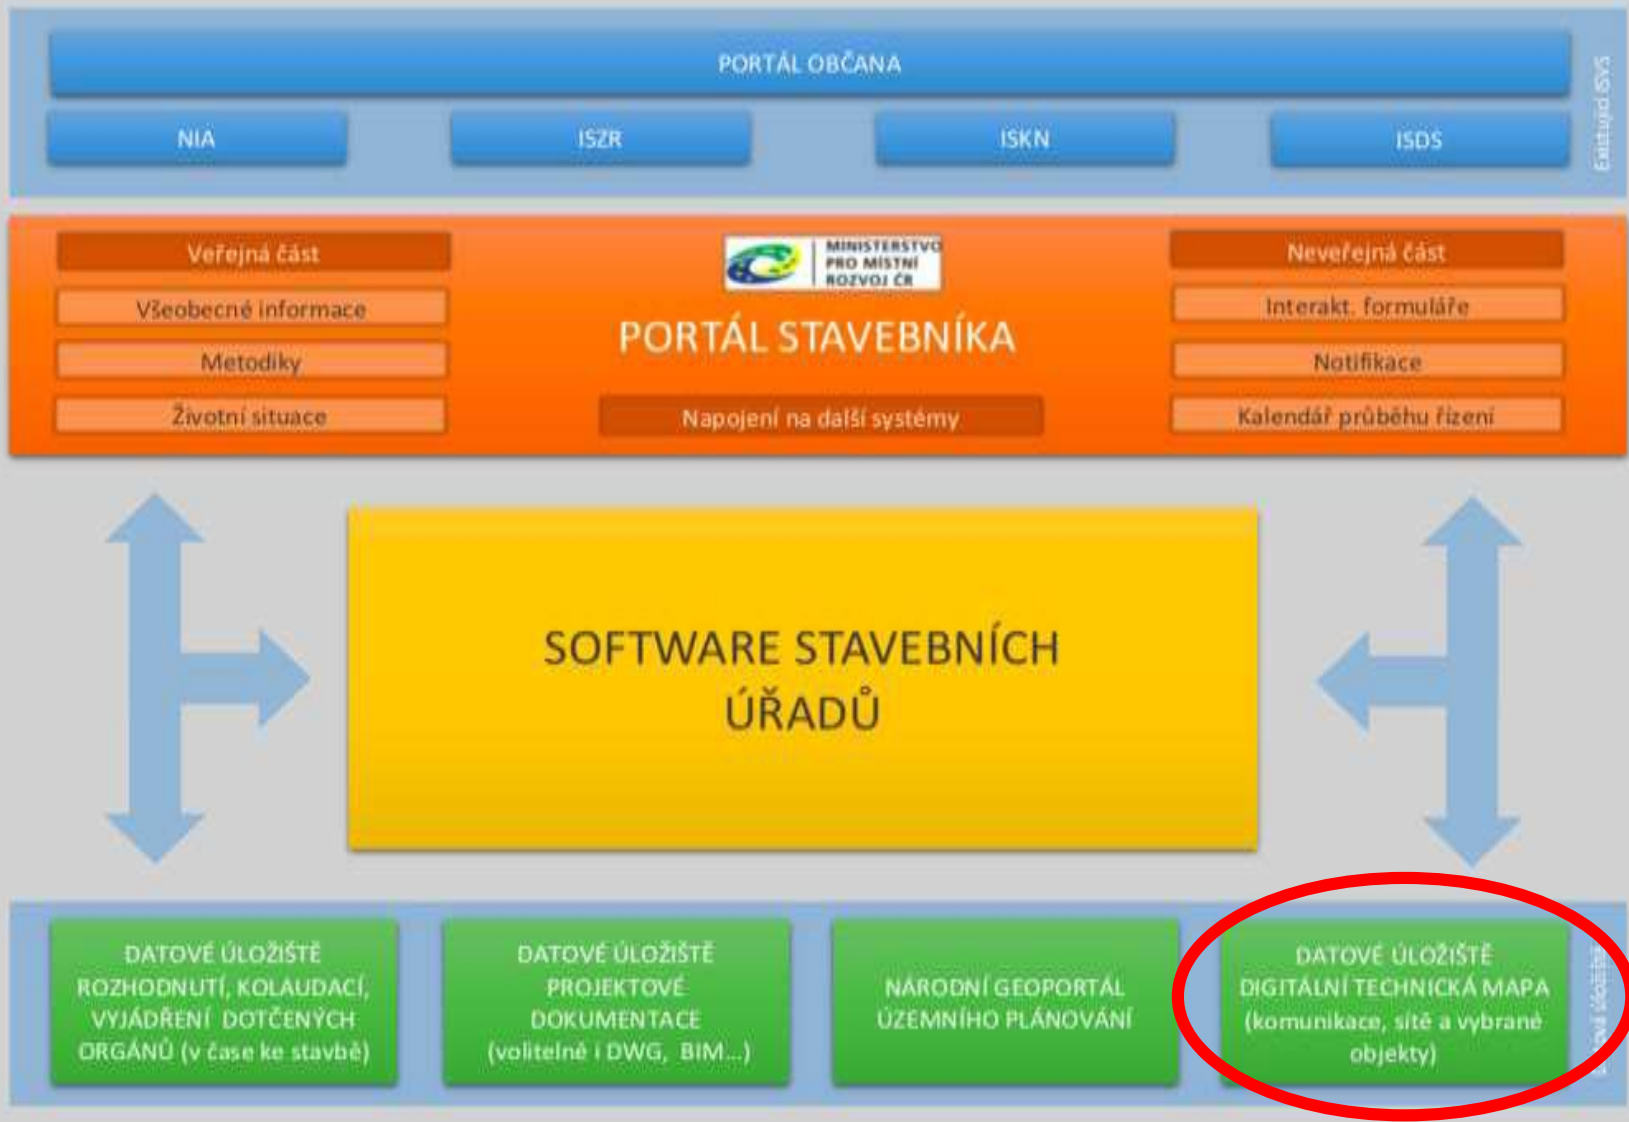 PORTÁL OBČANA
NIA
ISZR
ISKN
ISDS
Existující ISVS
Veřejná část
Všeobecné informace
Metodiky
Životní situace
MINISTERSTVO
PRO MÍSTNÍ
ROZVOJ ČR
PORTÁL STAVEBNÍKA
Napojení na další systémy
Neveřejná část
Interakt. formuláře
Notifikace
Kalendář průběhu řízení
SOFTWARE STAVEBNÍCH
ÚŘADŮ
DATOVÉ ÚLOŽIŠTĚ
ROZHODNUTÍ, KOLAUDACÍ,
VYJÁDŘENÍ DOTČENÝCH
ORGÁNŮ (v čase ke stavbě)
DATOVÉ ÚLOŽIŠTĚ
PROJEKTOVÉ
DOKUMENTACE
(volitelně i DWG, BIM...)
NÁRODNÍ GEOPORTÁL
ÚZEMNÍHO PLÁNOVÁNÍ
DATOVÉ ÚLOŽIŠTĚ
DIGITÁLNÍ TECHNICKÁ MAPA
(komunikace, sítě a vybrané
objekty)